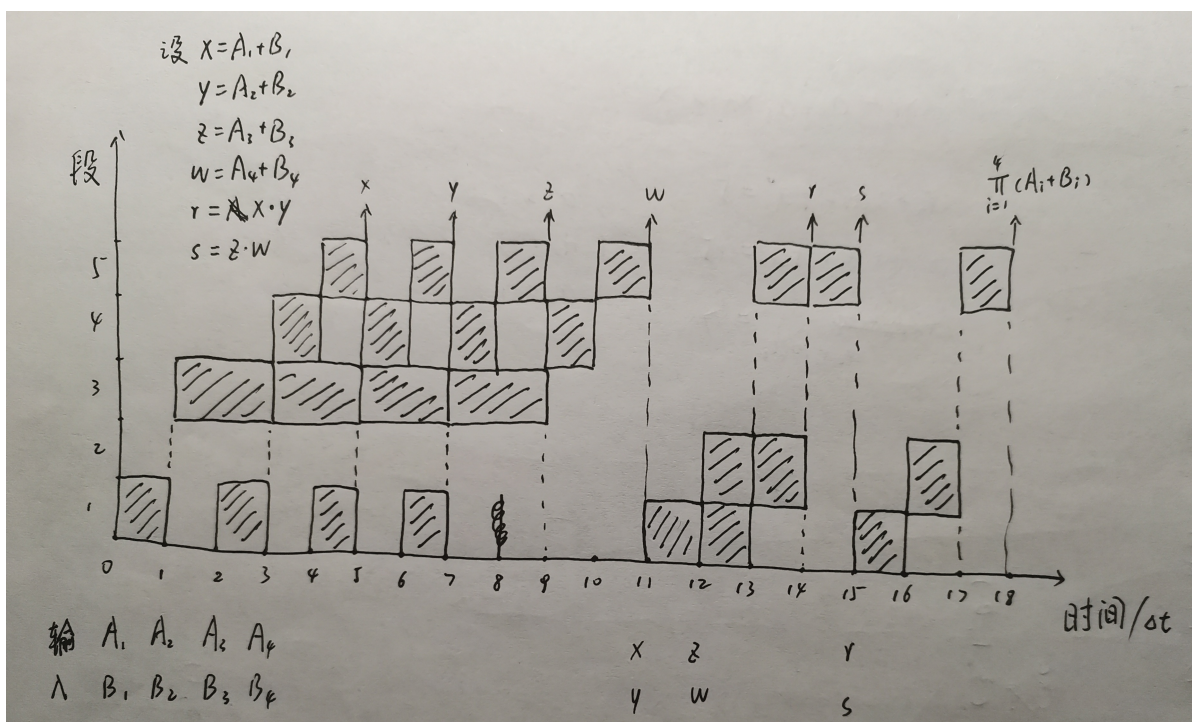 设 x=A₁+B₁
y=A₂+B₂
z=A₃+B₃
w=A₄+B₄
r=x·y
s=z·w
段
x y z w r s ∏ᵢ₌₁⁴(Aᵢ+Bᵢ)
5
4
3
2
1
0 1 2 3 4 5 6 7 8 9 10 11 12 13 14 15 16 17 18
时间/Δt
输 A₁ A₂ A₃ A₄ x z r
入 B₁ B₂ B₃ B₄ y w s